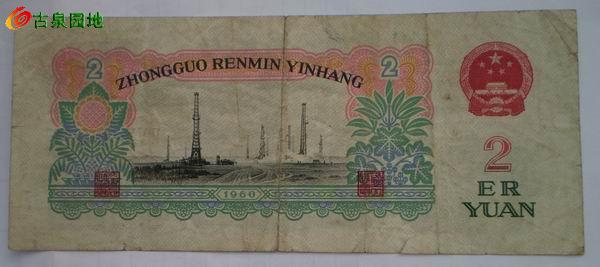 古泉园地
2
2
ZHONGGUO RENMIN YINHANG
1960
2
ER
YUAN